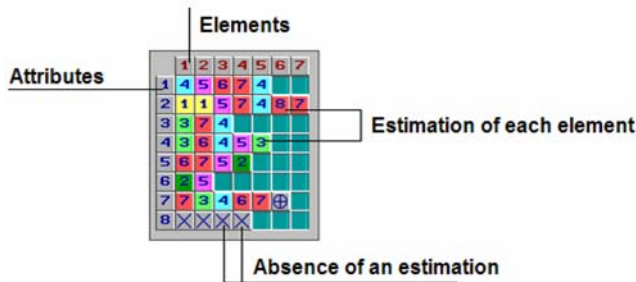 Elements
1 2 3 4 5 6 7
Attributes
1 4 5 6 7 4
2 1 1 5 7 4 8 7
3 3 7 4
Estimation of each element
4 3 6 4 5 3
5 6 7 5 2
6 2 5
7 7 3 4 6 7
8
Absence of an estimation